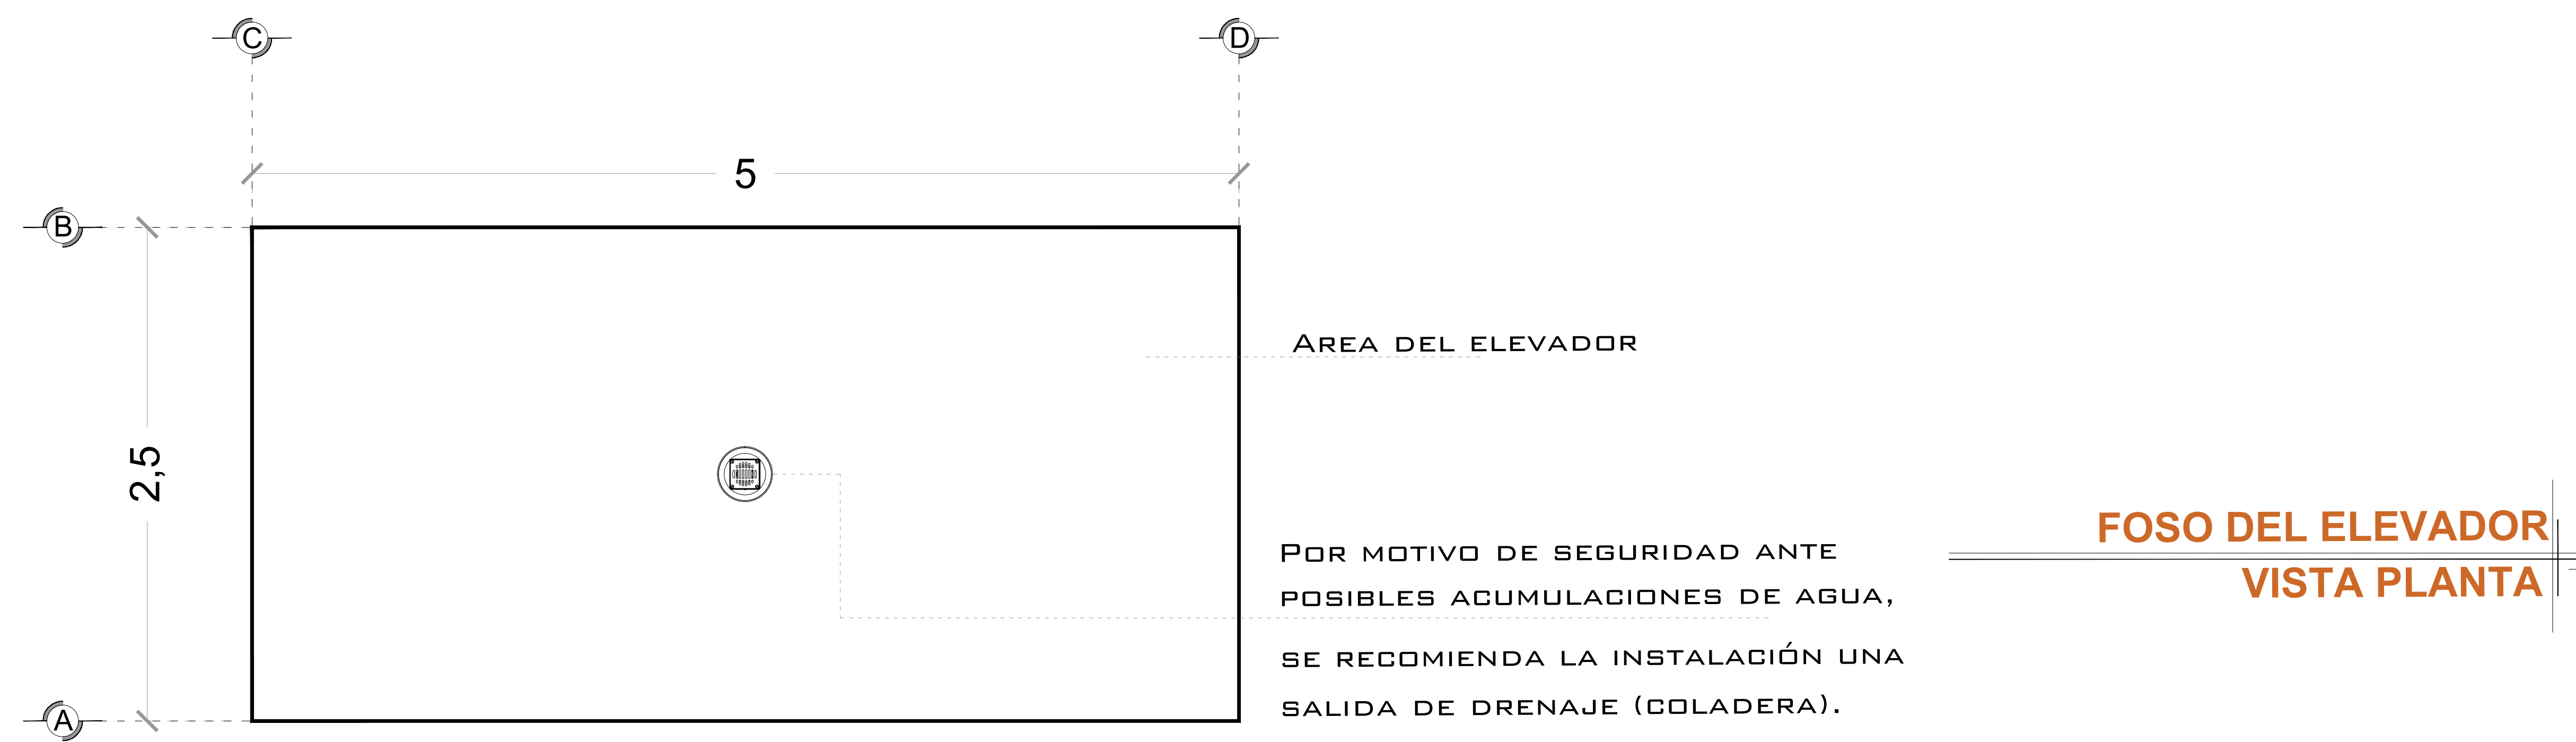 C
D
5
B
2,5
AREA DEL ELEVADOR
POR MOTIVO DE SEGURIDAD ANTE
POSIBLES ACUMULACIONES DE AGUA,
SE RECOMIENDA LA INSTALACIÓN UNA
SALIDA DE DRENAJE (COLADERA).
A
FOSO DEL ELEVADOR
VISTA PLANTA